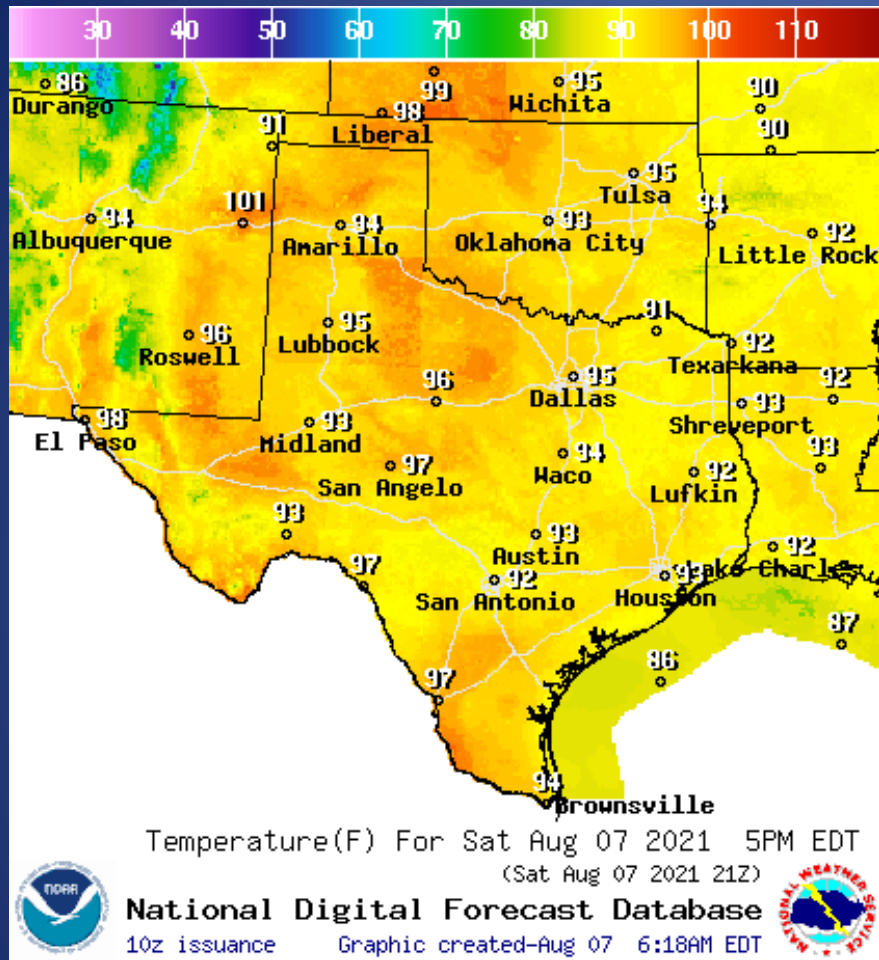 30 40 50 60 70 80 90 100 110
86
Durango
99
95
Wichita
98
Liberal
90
91
90
95
Tulsa
101
94
Albuquerque
94
Amarillo
93
Oklahoma City
94
92
Little Rock
96
Roswell
95
Lubbock
91
92
Texarkana
96
95
Dallas
92
93
Shreveport
98
El Paso
93
Midland
97
San Angelo
94
Waco
92
Lufkin
93
93
93
Austin
92
Lake Charl
97
92
San Antonio
93
Houston
87
86
97
94
Brownsville
Temperature(F) For Sat Aug 07 2021 5PM EDT
(Sat Aug 07 2021 21Z)
NOAA
National Digital Forecast Database
10z issuance Graphic created-Aug 07 6:18AM EDT
NATIONAL WEATHER SERVICE